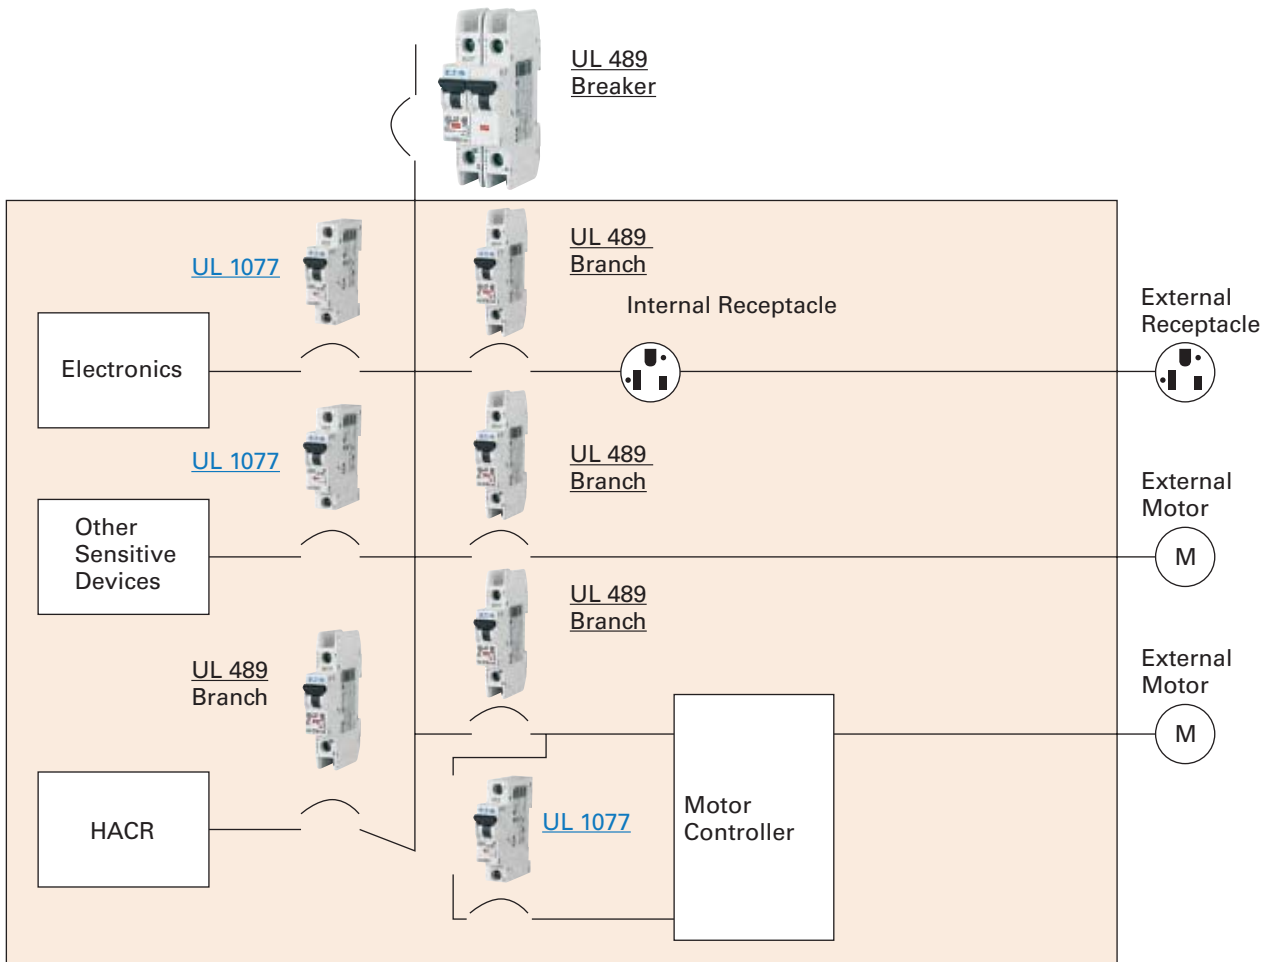 UL 489
Breaker
UL 489
Branch
UL 1077
Internal Receptacle
External
Receptacle
Electronics
UL 489
Branch
UL 1077
External
Motor
Other
Sensitive
Devices
M
UL 489
Branch
UL 489
Branch
External
Motor
M
HACR
UL 1077
Motor
Controller